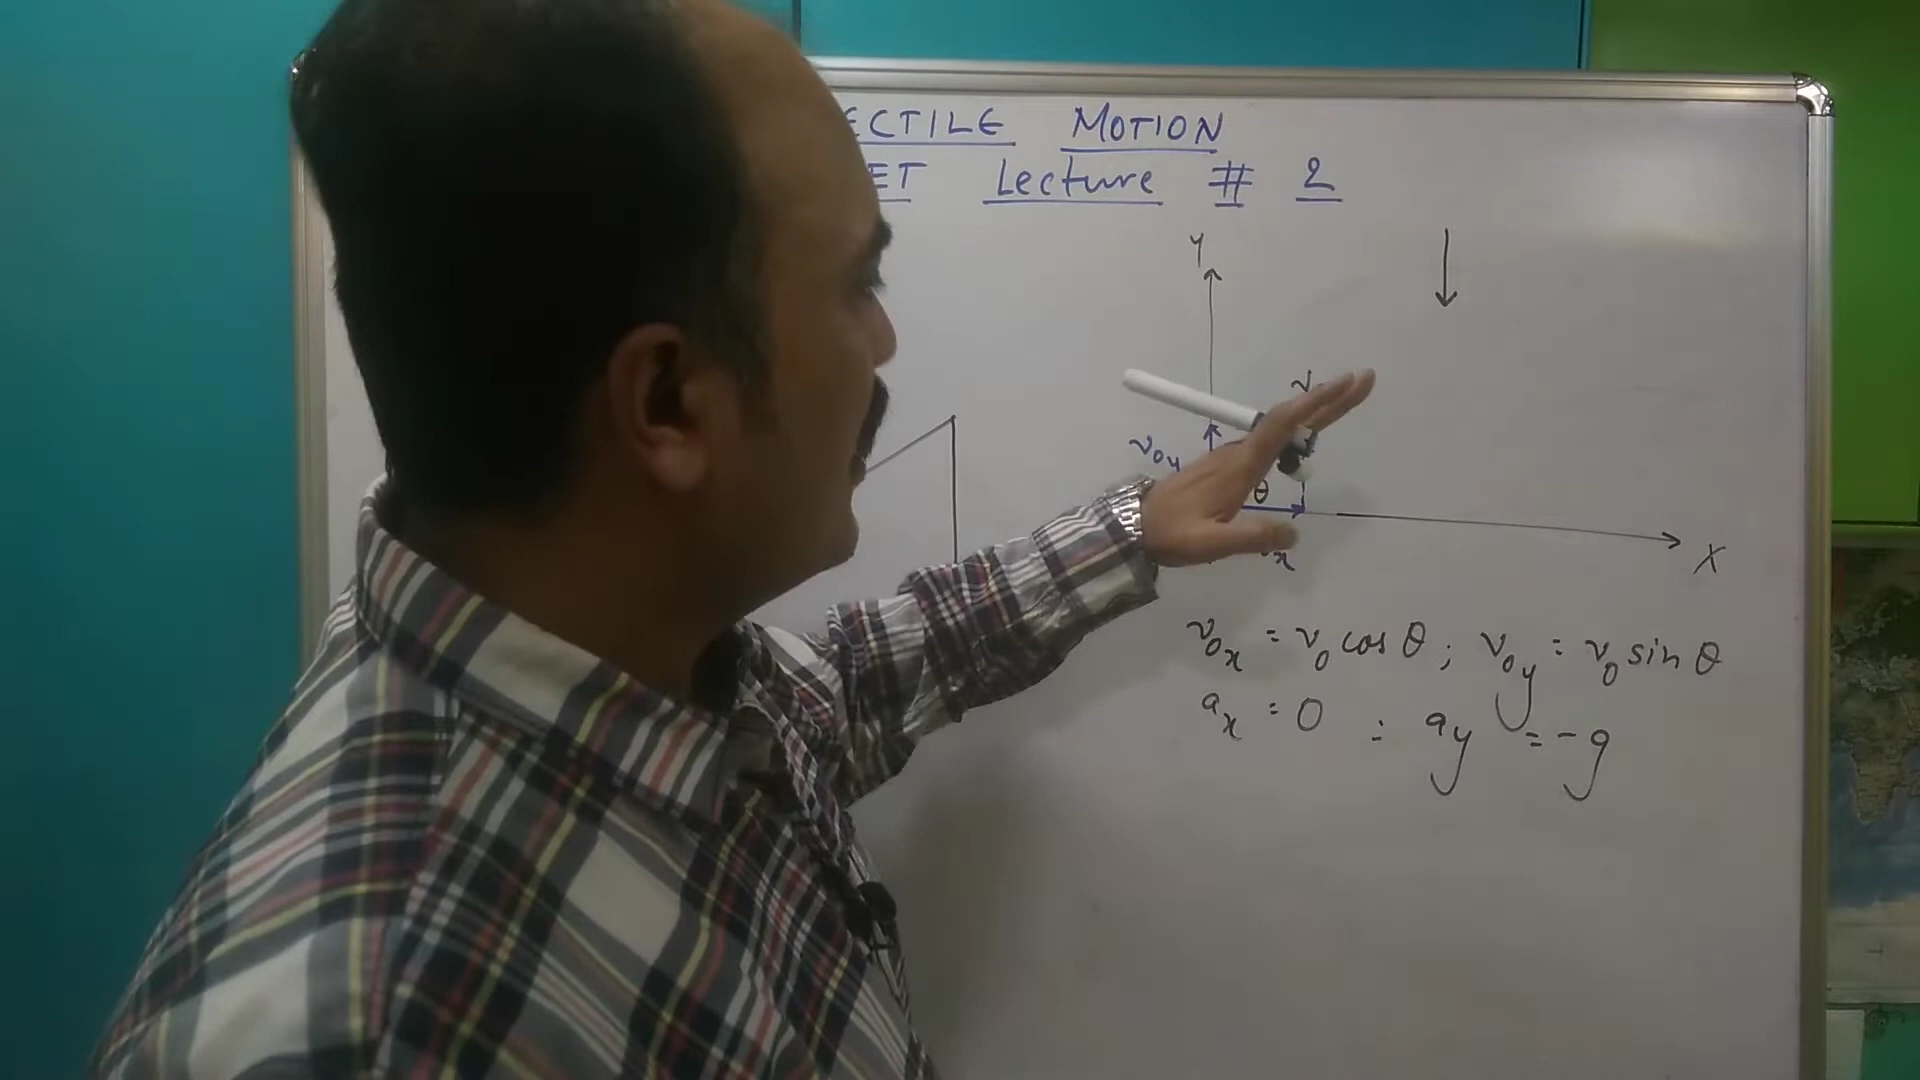 ECTILE MOTION
ET Lecture # 2
Y
v
v₀y
θ
x
X
v₀x = v₀ cos θ ; v₀y = v₀ sin θ
ax = 0 : ay = -g